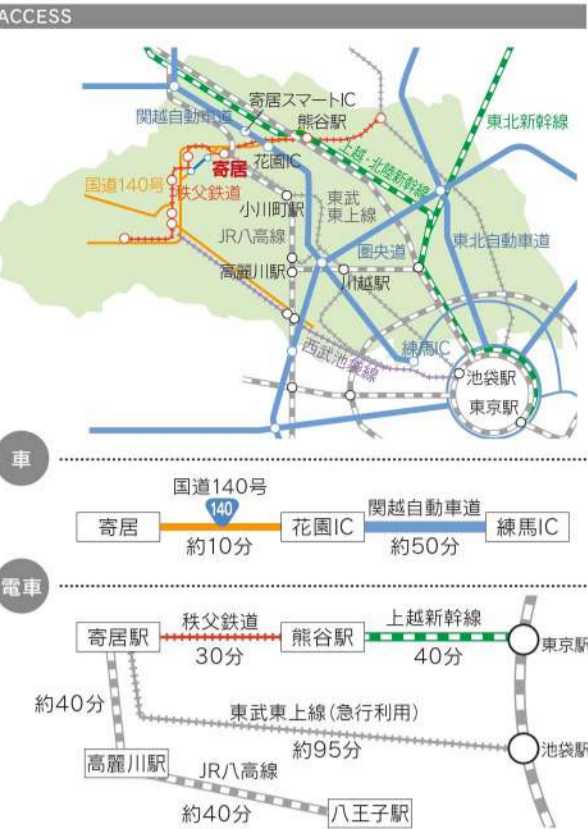 ACCESS
寄居スマートIC
関越自動車道
熊谷駅
東北新幹線
花園IC
寄居
上越・北陸新幹線
国道140号
秩父鉄道
東武
東上線
小川町駅
JR八高線
圏央道
東北自動車道
高麗川駅
川越駅
西武池袋線
練馬IC
池袋駅
東京駅
車
国道140号
140
関越自動車道
寄居
花園IC
練馬IC
約10分
約50分
電車
秩父鉄道
上越新幹線
寄居駅
熊谷駅
東京駅
30分
40分
約40分
東武東上線(急行利用)
約95分
池袋駅
高麗川駅
JR八高線
約40分
八王子駅